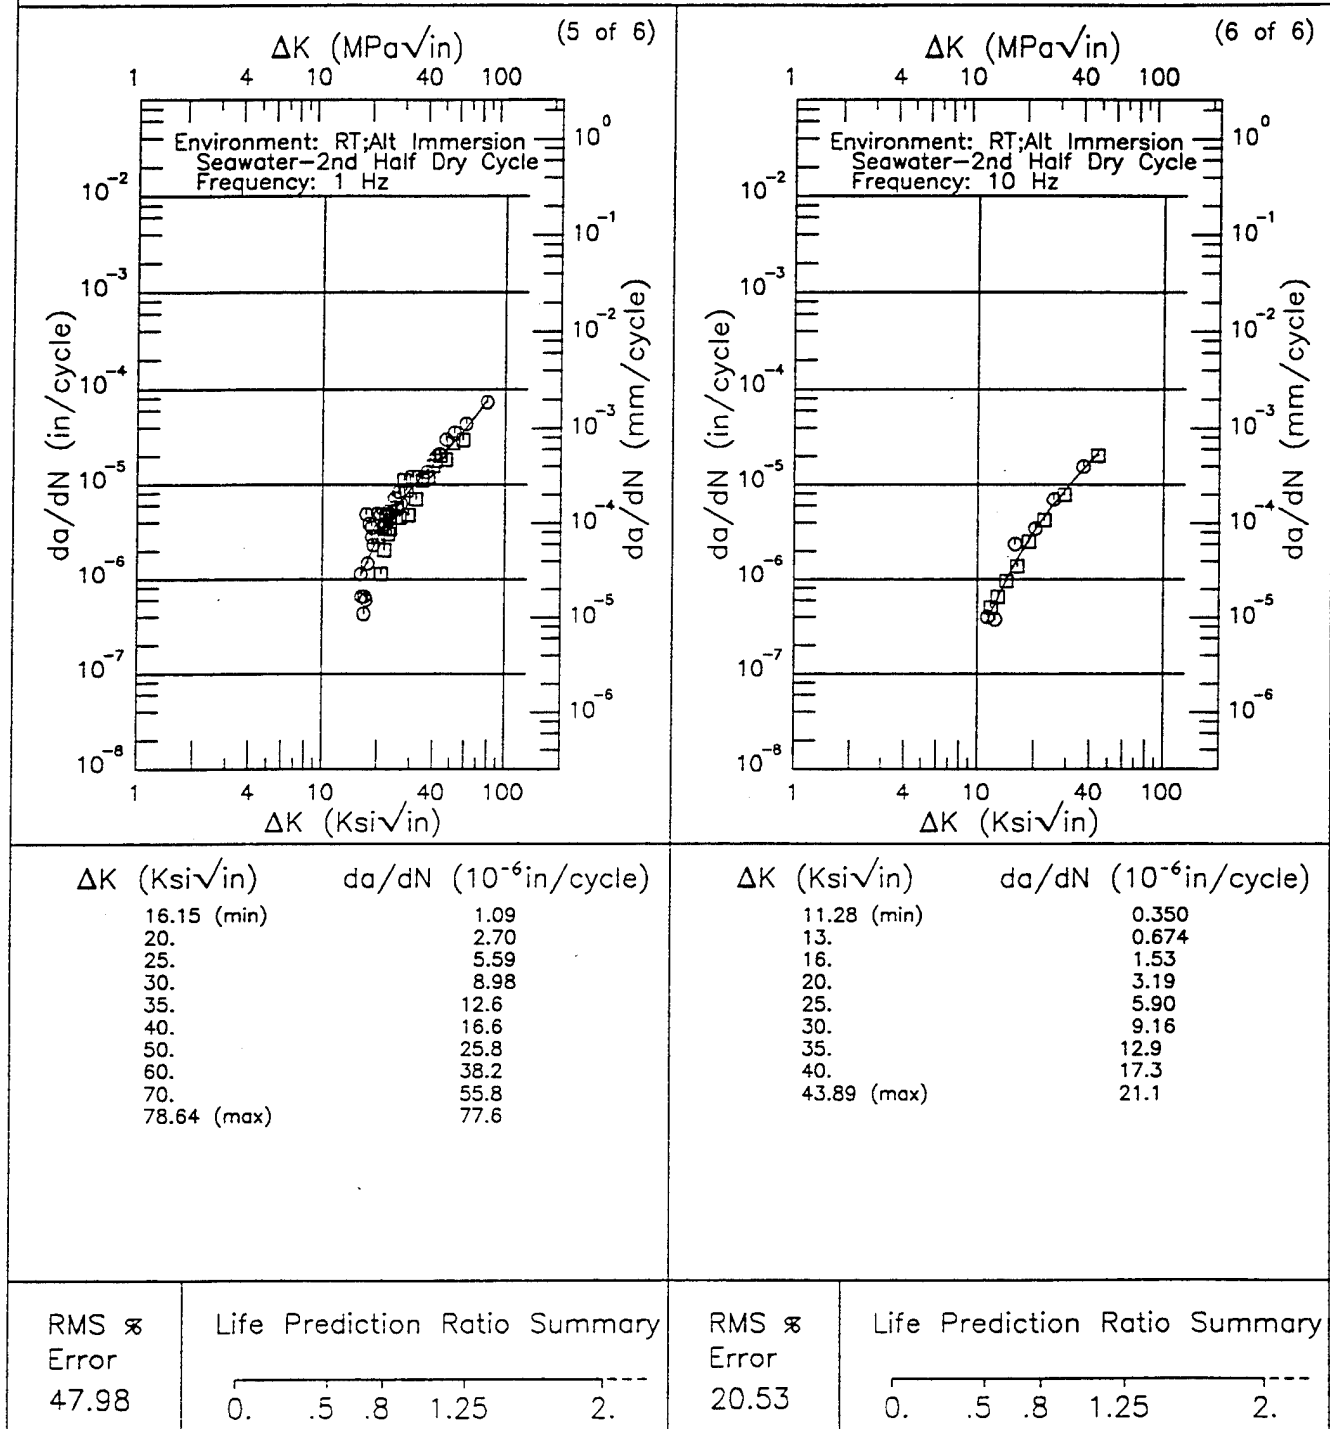 (5 of 6)
ΔK (MPa√in)
1 4 10 40 100
Environment: RT;Alt Immersion
Seawater-2nd Half Dry Cycle
Frequency: 1 Hz
da/dN (in/cycle)
10⁻²
10⁻³
10⁻⁴
10⁻⁵
10⁻⁶
10⁻⁷
10⁻⁸
da/dN (mm/cycle)
10⁰
10⁻¹
10⁻²
10⁻³
10⁻⁴
10⁻⁵
10⁻⁶
1 4 10 40 100
ΔK (Ksi√in)
(6 of 6)
ΔK (MPa√in)
1 4 10 40 100
Environment: RT;Alt Immersion
Seawater-2nd Half Dry Cycle
Frequency: 10 Hz
da/dN (in/cycle)
10⁻²
10⁻³
10⁻⁴
10⁻⁵
10⁻⁶
10⁻⁷
10⁻⁸
da/dN (mm/cycle)
10⁰
10⁻¹
10⁻²
10⁻³
10⁻⁴
10⁻⁵
10⁻⁶
1 4 10 40 100
ΔK (Ksi√in)
ΔK (Ksi√in) da/dN (10⁻⁶in/cycle)
16.15 (min) 1.09
20. 2.70
25. 5.59
30. 8.98
35. 12.6
40. 16.6
50. 25.8
60. 38.2
70. 55.8
78.64 (max) 77.6
ΔK (Ksi√in) da/dN (10⁻⁶in/cycle)
11.28 (min) 0.350
13. 0.674
16. 1.53
20. 3.19
25. 5.90
30. 9.16
35. 12.9
40. 17.3
43.89 (max) 21.1
RMS %
Error
47.98
Life Prediction Ratio Summary
0. .5 .8 1.25 2.
RMS %
Error
20.53
Life Prediction Ratio Summary
0. .5 .8 1.25 2.